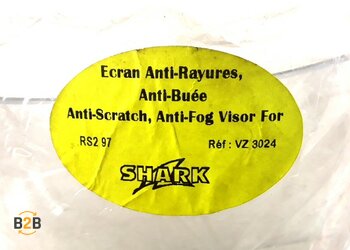 Ecran Anti-Rayures,
Anti-Buée
Anti-Scratch, Anti-Fog Visor For
RS2 97 Réf : VZ 3024
SHARK
B2B